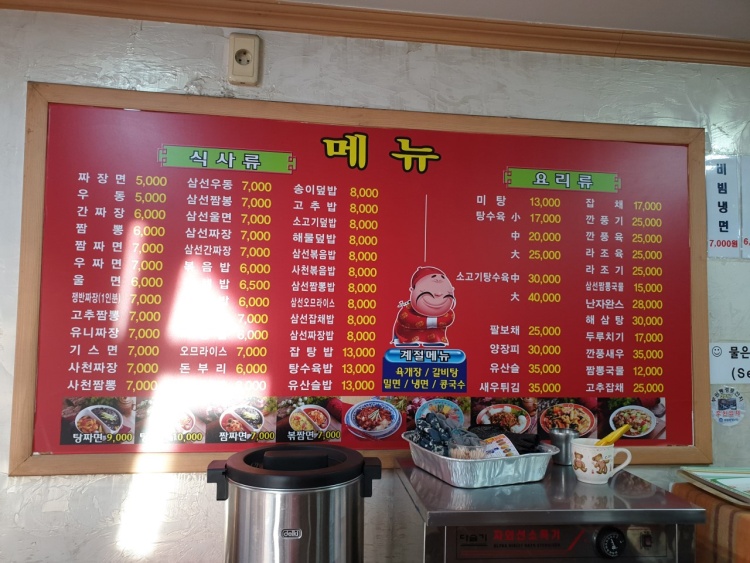 메뉴
식사류
짜장면 5,000
우동 5,000
간짜장 6,000
짬뽕 6,000
짬짜면 7,000
우짜면 7,000
울면 6,000
쟁반짜장(1인분) 7,000
고추짬뽕 7,000
유니짜장 7,000
기스면 7,000
사천짜장 7,000
사천짬뽕 7,000
삼선우동 7,000
삼선짬뽕 7,000
삼선울면 7,000
삼선짜장 7,000
삼선간짜장 7,000
볶음밥 6,000
밥 6,500
밥 6,000
6,000
오므라이스 7,000
돈부리 6,000
6,000
송이덮밥 8,000
고추밥 8,000
소고기덮밥 8,000
해물덮밥 8,000
삼선볶음밥 8,000
사천볶음밥 8,000
삼선짬뽕밥 8,000
삼선오므라이스 8,000
삼선잡채밥 8,000
잡탕밥 13,000
탕수육밥 13,000
유산슬밥 13,000
계절메뉴
육개장 / 갈비탕
밀면 / 냉면 / 콩국수
요리류
미탕 13,000
탕수육 小 17,000
中 20,000
大 25,000
소고기탕수육 中 30,000
大 40,000
팔보채 25,000
양장피 30,000
유산슬 35,000
새우튀김 35,000
잡채 17,000
깐풍기 25,000
깐풍육 25,000
라조육 25,000
라조기 25,000
삼선짬뽕국물 15,000
난자완스 28,000
해삼탕 30,000
두루치기 17,000
깐풍새우 35,000
짬뽕국물 12,000
고추잡채 25,000
탕짜면 9,000
10,000
짬짜면 7,000
볶짬면 7,000
비빔냉면
7,000원
물은
(Se
delki